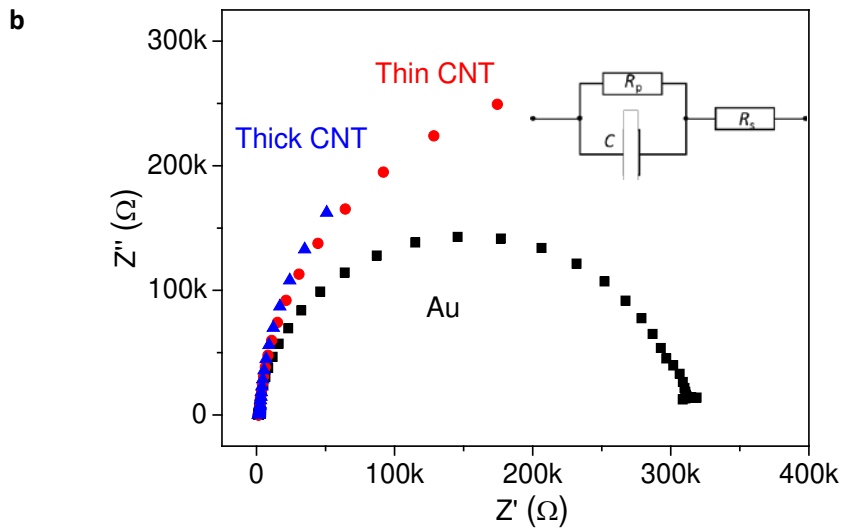 b
300k
200k
100k
0
Z'' (Ω)
Thin CNT
Thick CNT
Au
Rp
C
Rs
0
100k
200k
300k
400k
Z' (Ω)